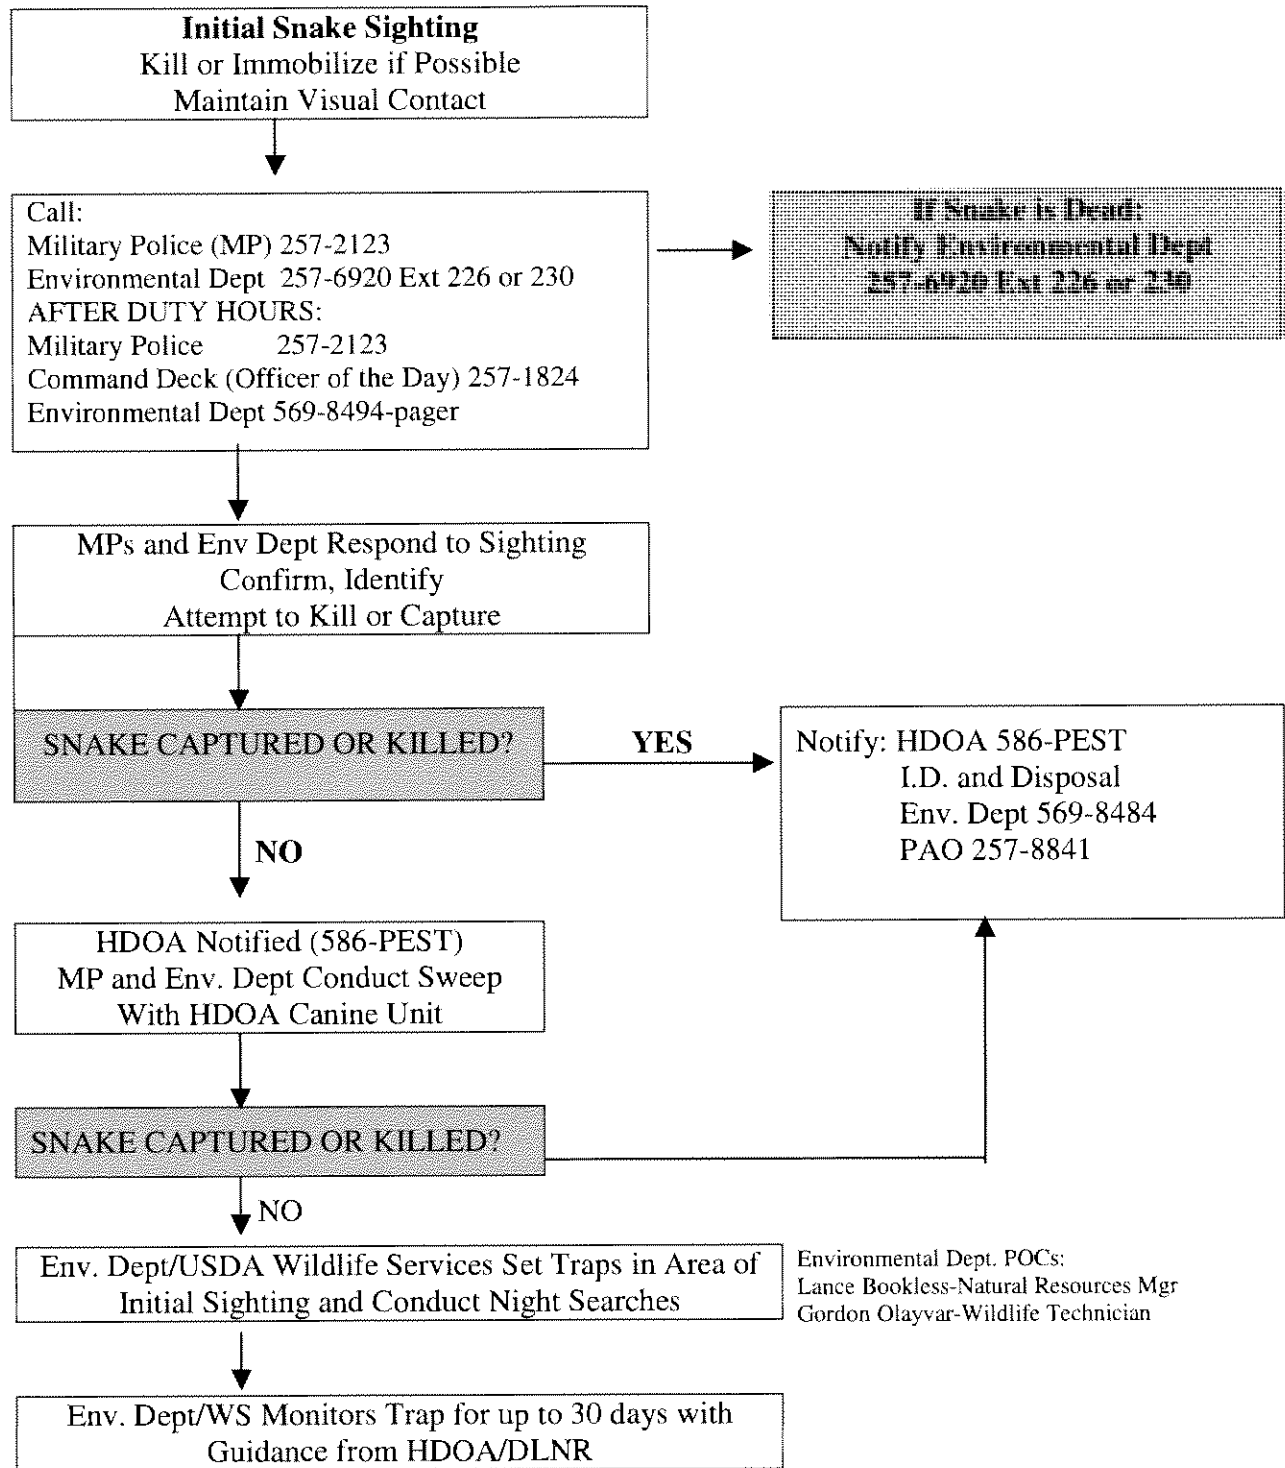 Initial Snake Sighting
Kill or Immobilize if Possible
Maintain Visual Contact
Call:
Military Police (MP) 257-2123
Environmental Dept 257-6920 Ext 226 or 230
AFTER DUTY HOURS:
Military Police 257-2123
Command Deck (Officer of the Day) 257-1824
Environmental Dept 569-8494-pager
If Snake is Dead:
Notify Environmental Dept
257-6920 Ext 226 or 230
MPs and Env Dept Respond to Sighting
Confirm, Identify
Attempt to Kill or Capture
SNAKE CAPTURED OR KILLED?
YES
Notify: HDOA 586-PEST
I.D. and Disposal
Env. Dept 569-8484
PAO 257-8841
NO
HDOA Notified (586-PEST)
MP and Env. Dept Conduct Sweep
With HDOA Canine Unit
SNAKE CAPTURED OR KILLED?
NO
Env. Dept/USDA Wildlife Services Set Traps in Area of
Initial Sighting and Conduct Night Searches
Environmental Dept. POCs:
Lance Bookless-Natural Resources Mgr
Gordon Olayvar-Wildlife Technician
Env. Dept/WS Monitors Trap for up to 30 days with
Guidance from HDOA/DLNR